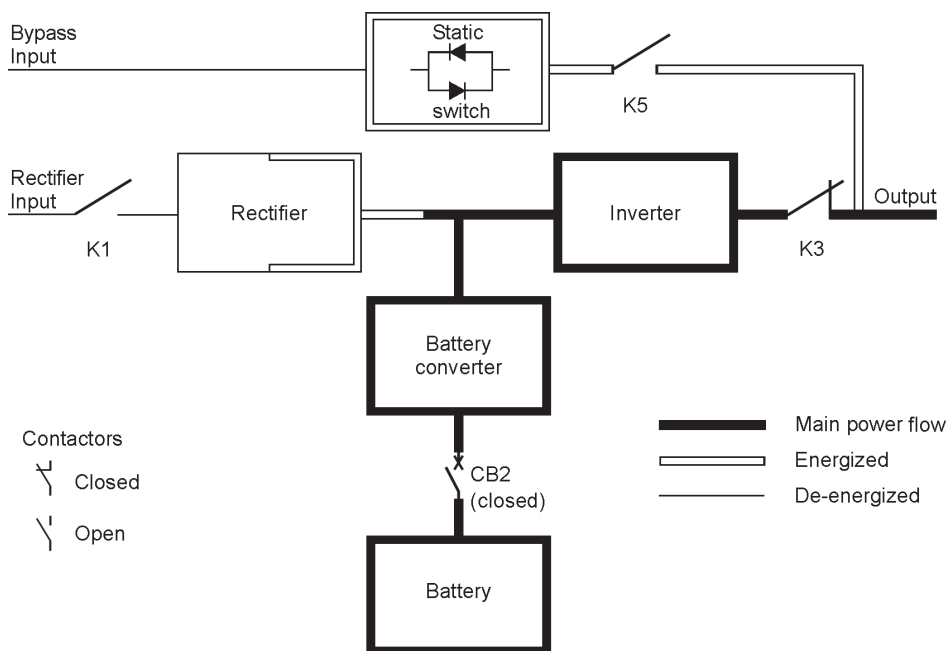 Bypass
Input
Static
switch
K5
Rectifier
Input
K1
Rectifier
Inverter
K3
Output
Battery
converter
CB2
(closed)
Battery
Contactors
Closed
Open
Main power flow
Energized
De-energized